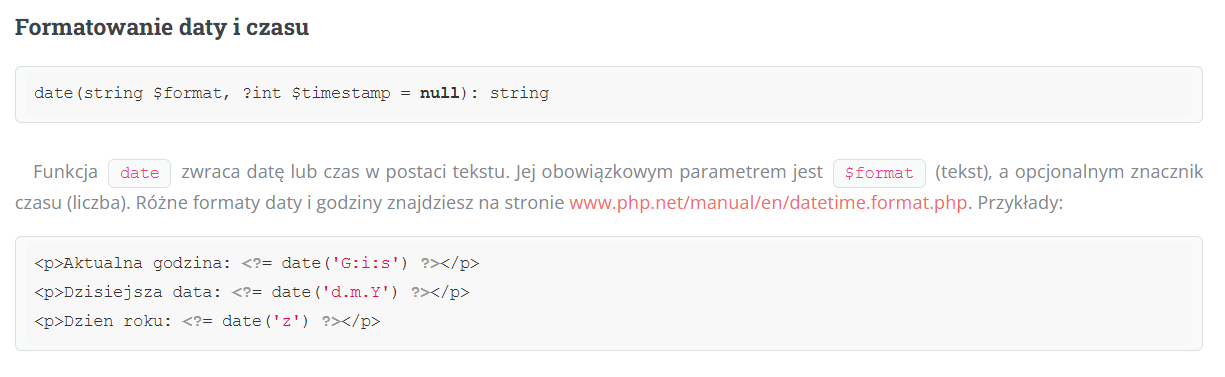 Formatowanie daty i czasu
date(string $format, ?int $timestamp = null): string
Funkcja date zwraca datę lub czas w postaci tekstu. Jej obowiązkowym parametrem jest $format (tekst), a opcjonalnym znacznik
czasu (liczba). Różne formaty daty i godziny znajdziesz na stronie www.php.net/manual/en/datetime.format.php. Przykłady:
<p>Aktualna godzina: <?= date('G:i:s') ?></p>
<p>Dzisiejsza data: <?= date('d.m.Y') ?></p>
<p>Dzien roku: <?= date('z') ?></p>